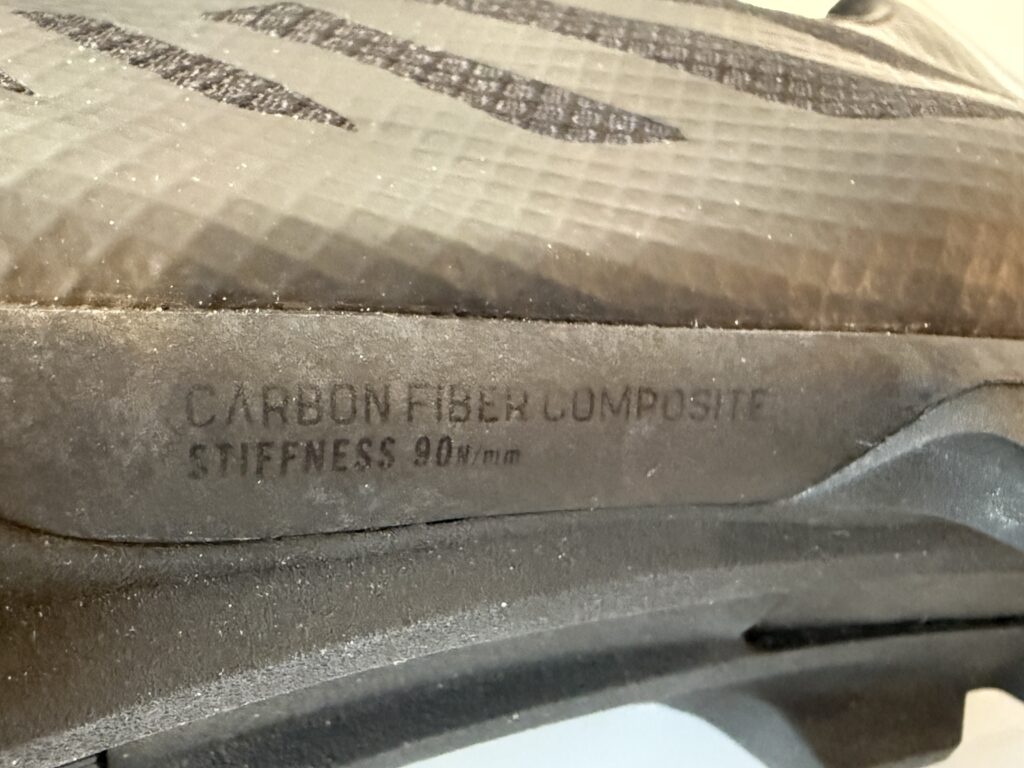 CARBON FIBER COMPOSITE
STIFFNESS 90N/mm